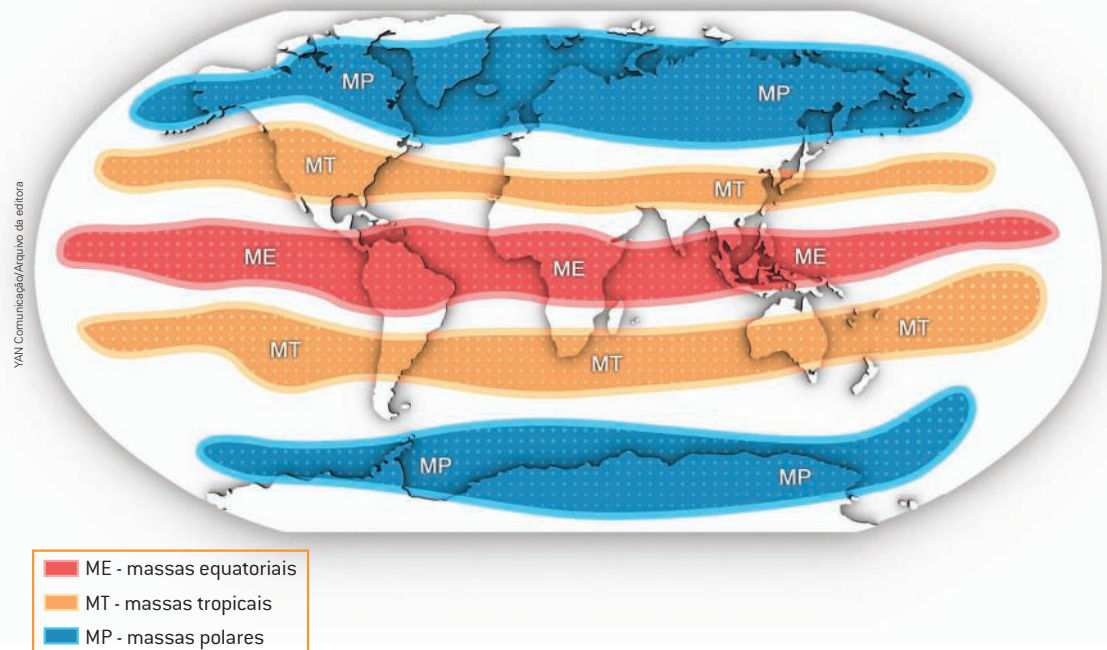 MP
MP
MT
MT
ME
ME
ME
MT
MT
MT
MP
MP
YAN Comunicação/Arquivo da editora
ME - massas equatoriais
MT - massas tropicais
MP - massas polares